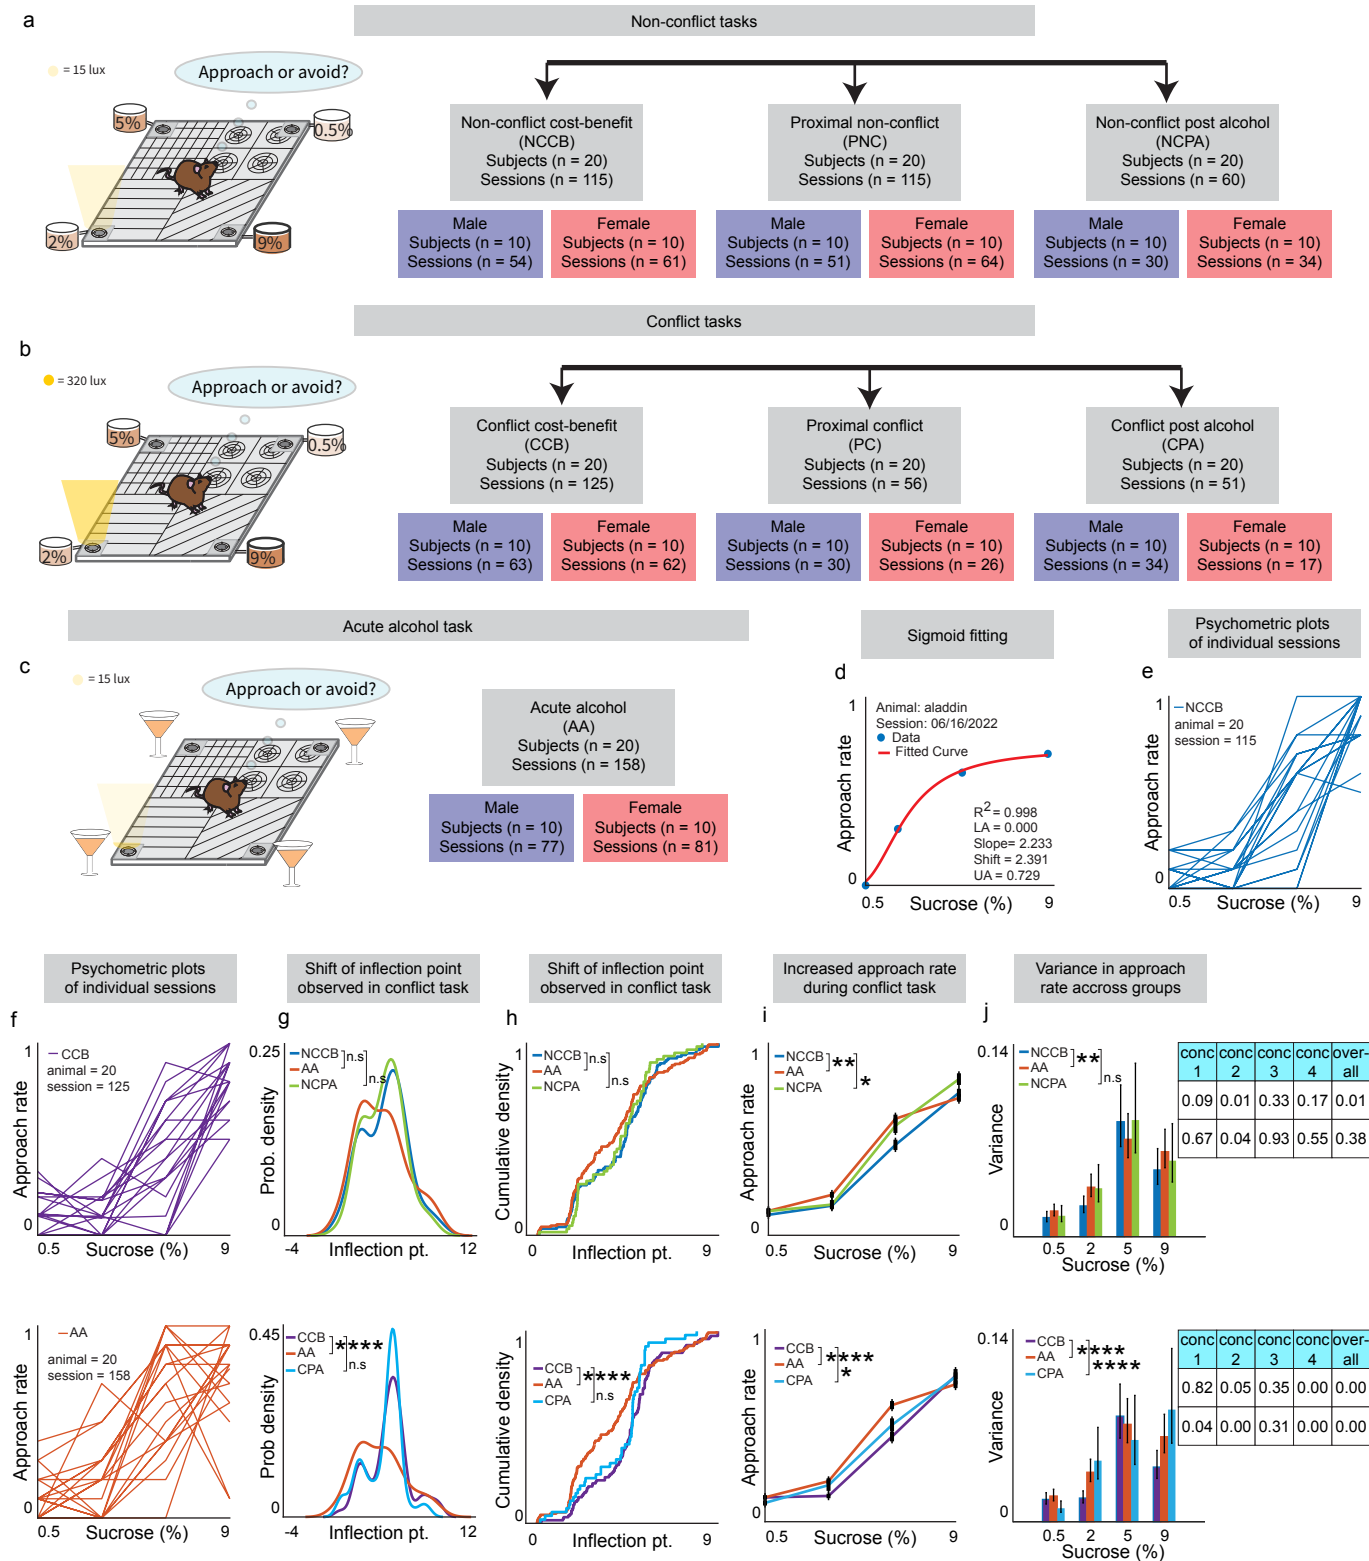 a
Non-conflict tasks
= 15 lux
Approach or avoid?
5%
0.5%
2%
9%
Non-conflict cost-benefit
(NCCB)
Subjects (n = 20)
Sessions (n = 115)
Proximal non-conflict
(PNC)
Subjects (n = 20)
Sessions (n = 115)
Non-conflict post alcohol
(NCPA)
Subjects (n = 20)
Sessions (n = 60)
Male
Subjects (n = 10)
Sessions (n = 54)
Female
Subjects (n = 10)
Sessions (n = 61)
Male
Subjects (n = 10)
Sessions (n = 51)
Female
Subjects (n = 10)
Sessions (n = 64)
Male
Subjects (n = 10)
Sessions (n = 30)
Female
Subjects (n = 10)
Sessions (n = 34)
Conflict tasks
b
= 320 lux
Approach or avoid?
5%
0.5%
2%
9%
Conflict cost-benefit
(CCB)
Subjects (n = 20)
Sessions (n = 125)
Proximal conflict
(PC)
Subjects (n = 20)
Sessions (n = 56)
Conflict post alcohol
(CPA)
Subjects (n = 20)
Sessions (n = 51)
Male
Subjects (n = 10)
Sessions (n = 63)
Female
Subjects (n = 10)
Sessions (n = 62)
Male
Subjects (n = 10)
Sessions (n = 30)
Female
Subjects (n = 10)
Sessions (n = 26)
Male
Subjects (n = 10)
Sessions (n = 34)
Female
Subjects (n = 10)
Sessions (n = 17)
Acute alcohol task
c
= 15 lux
Approach or avoid?
Acute alcohol
(AA)
Subjects (n = 20)
Sessions (n = 158)
Male
Subjects (n = 10)
Sessions (n = 77)
Female
Subjects (n = 10)
Sessions (n = 81)
Sigmoid fitting
d
1
Approach rate
0
Animal: aladdin
Session: 06/16/2022
Data
Fitted Curve
R2 = 0.998
LA = 0.000
Slope= 2.233
Shift = 2.391
UA = 0.729
0.5
Sucrose (%)
9
Psychometric plots
of individual sessions
e
1
Approach rate
0
NCCB
animal = 20
session = 115
0.5
Sucrose (%)
9
Psychometric plots
of individual sessions
f
1
Approach rate
0
CCB
animal = 20
session = 125
0.5
Sucrose (%)
9
1
Approach rate
0
AA
animal = 20
session = 158
0.5
Sucrose (%)
9
Shift of inflection point
observed in conflict task
g
0.25
Prob. density
0
NCCB
AA
NCPA
n.s
n.s
-4
Inflection pt.
12
0.45
Prob density
0
CCB
AA
CPA
****
n.s
-4
Inflection pt.
12
Shift of inflection point
observed in conflict task
h
1
Cumulative density
0
NCCB
AA
NCPA
n.s
n.s
0
Inflection pt.
9
1
Cumulative density
0
CCB
AA
CPA
****
n.s
0
Inflection pt.
9
Increased approach rate
during conflict task
i
1
Approach rate
0
NCCB
AA
NCPA
**
*
0.5
Sucrose (%)
9
1
Approach rate
0
CCB
AA
CPA
****
*
0.5
Sucrose (%)
9
Variance in approach
rate accross groups
j
0.14
Variance
0
NCCB
AA
NCPA
**
n.s
0.5 2 5 9
Sucrose (%)
conc 1 conc 2 conc 3 conc 4 over-all
0.09 0.01 0.33 0.17 0.01
0.67 0.04 0.93 0.55 0.38
0.14
Variance
0
CCB
AA
CPA
****
****
0.5 2 5 9
Sucrose (%)
conc 1 conc 2 conc 3 conc 4 over-all
0.82 0.05 0.35 0.00 0.00
0.04 0.00 0.31 0.00 0.00